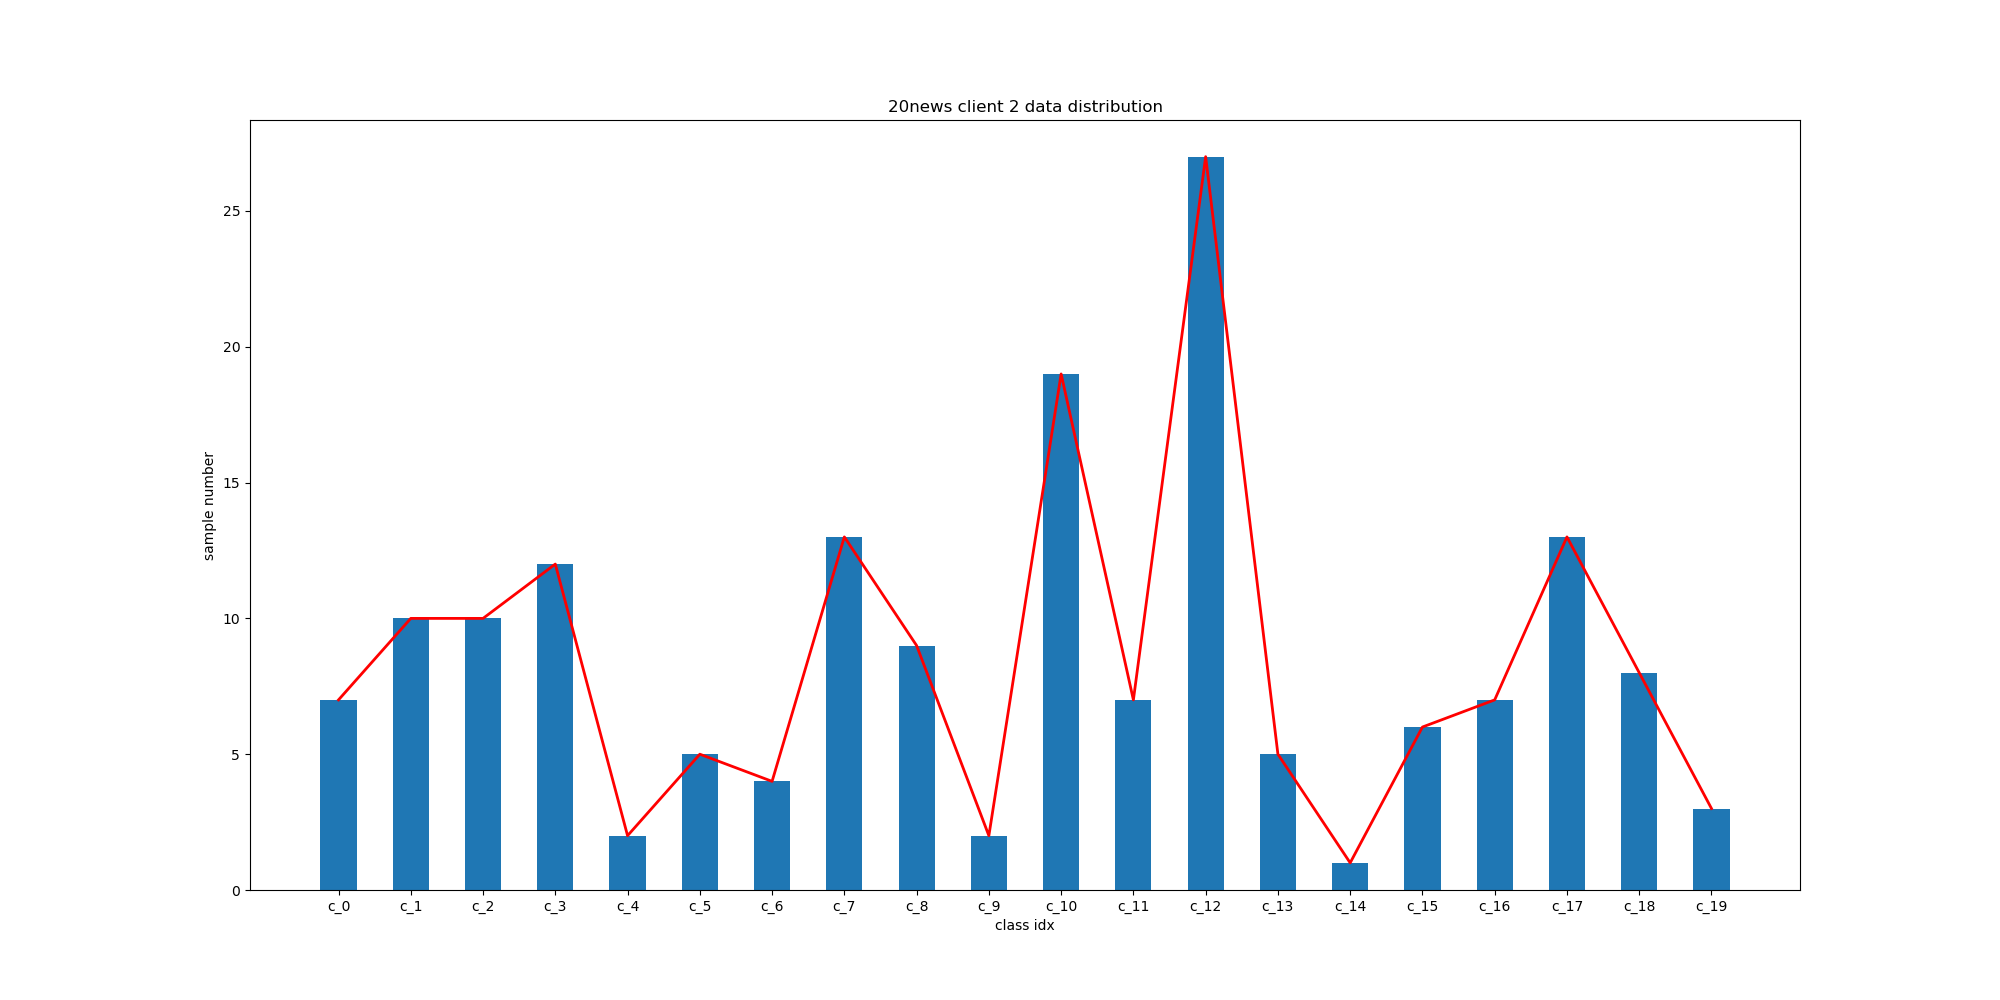 20news client 2 data distribution
25
20
15
10
5
0
sample number
c_0 c_1 c_2 c_3 c_4 c_5 c_6 c_7 c_8 c_9 c_10 c_11 c_12 c_13 c_14 c_15 c_16 c_17 c_18 c_19
class idx